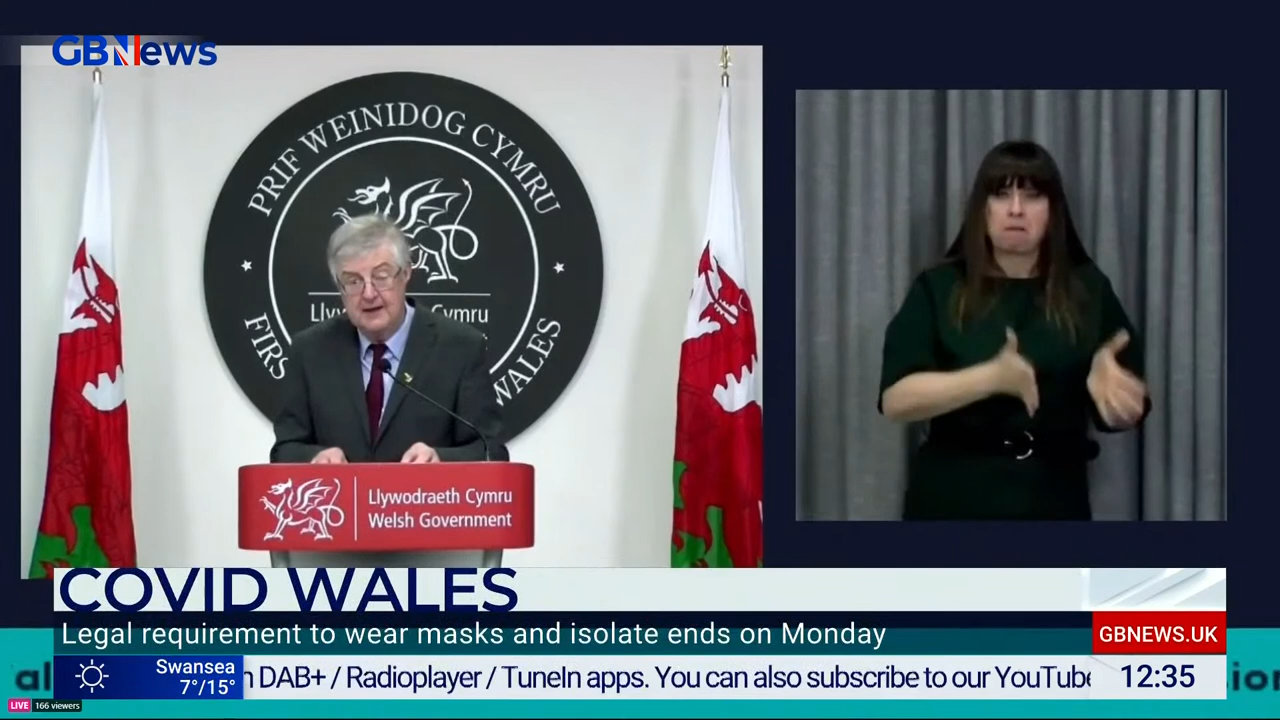 GBNews
PRIF WEINIDOG CYMRU
FIRS
WALES
Lly
Cymru
Llywodraeth Cymru
Welsh Government
COVID WALES
Legal requirement to wear masks and isolate ends on Monday
GBNEWS.UK
Swansea
7°/15°
n DAB+ / Radioplayer / TuneIn apps. You can also subscribe to our YouTube
12:35
LIVE
166 viewers